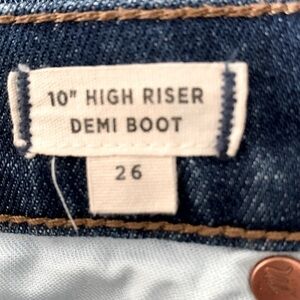 10" HIGH RISER
DEMI BOOT
26